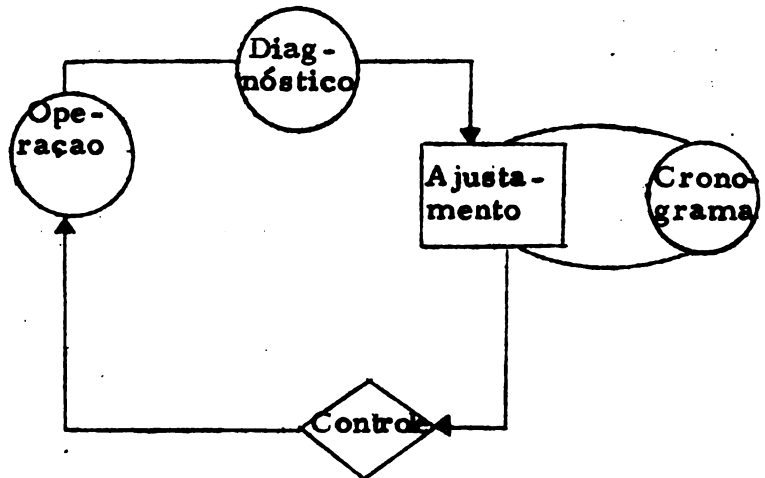 Diag-
nóstico
Ope-
raçao
Ajusta-
mento
Crono-
grama
Controle